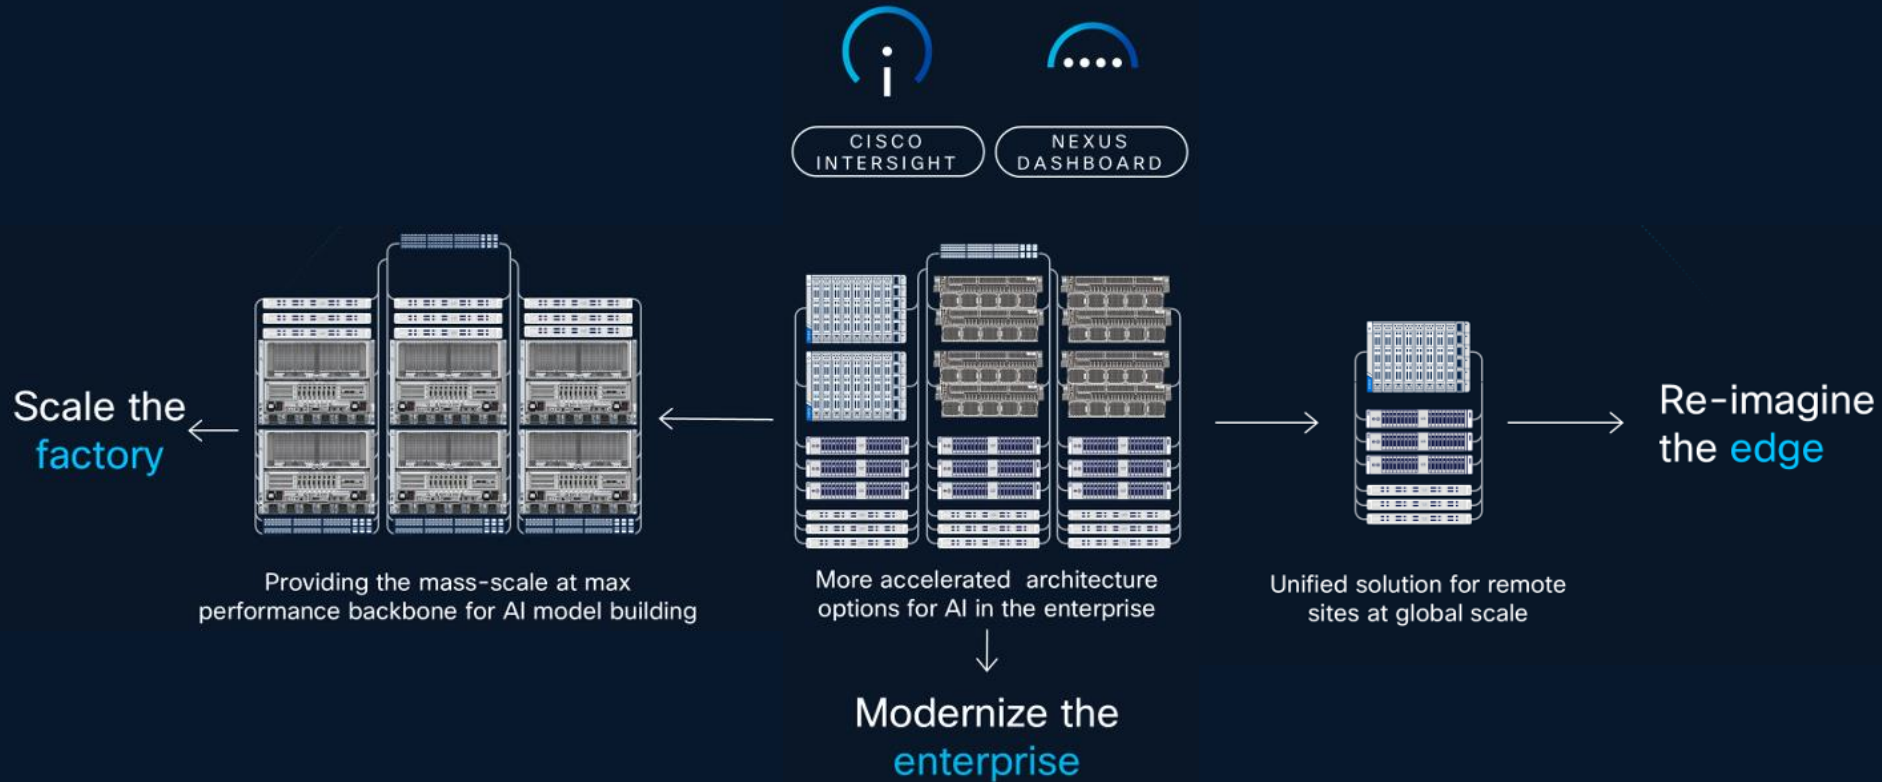 CISCO
INTERSIGHT
NEXUS
DASHBOARD
Scale the
factory
Providing the mass-scale at max
performance backbone for AI model building
More accelerated architecture
options for AI in the enterprise
Modernize the
enterprise
Unified solution for remote
sites at global scale
Re-imagine
the edge